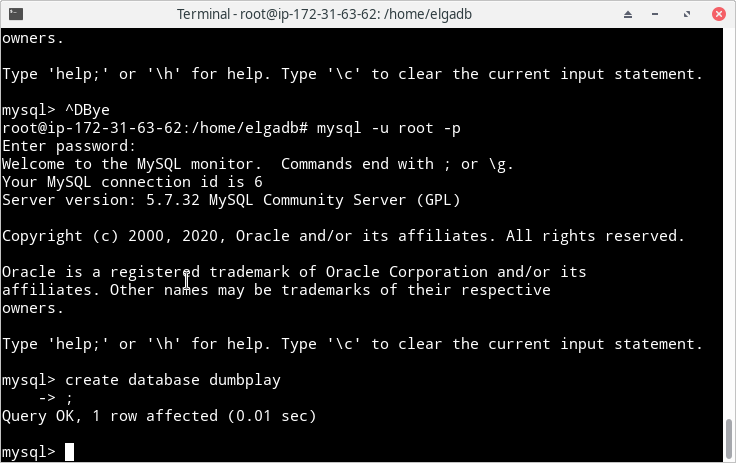 Terminal - root@ip-172-31-63-62: /home/elgadb
owners.
Type 'help;' or '\h' for help. Type '\c' to clear the current input statement.
mysql> ^DBye
root@ip-172-31-63-62:/home/elgadb# mysql -u root -p
Enter password:
Welcome to the MySQL monitor.  Commands end with ; or \g.
Your MySQL connection id is 6
Server version: 5.7.32 MySQL Community Server (GPL)
Copyright (c) 2000, 2020, Oracle and/or its affiliates. All rights reserved.
Oracle is a registered trademark of Oracle Corporation and/or its
affiliates. Other names may be trademarks of their respective
owners.
Type 'help;' or '\h' for help. Type '\c' to clear the current input statement.
mysql> create database dumbplay
    -> ;
Query OK, 1 row affected (0.01 sec)
mysql>